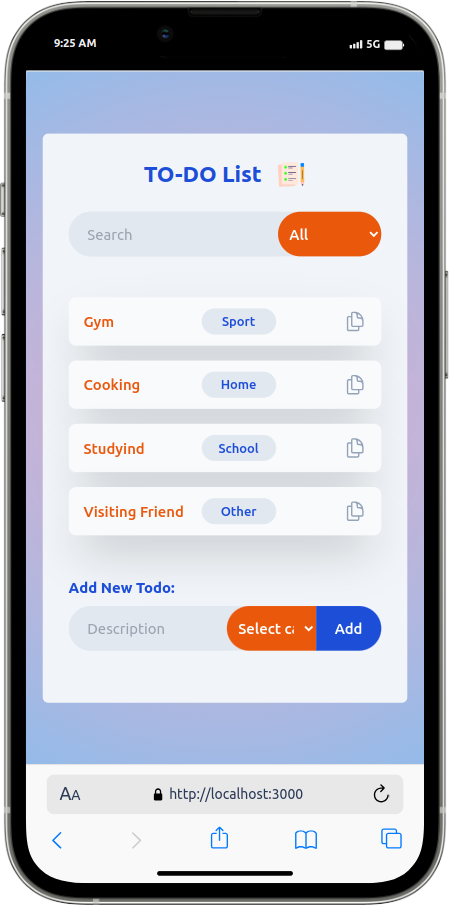 9:25 AM 5G
TO-DO List
Search All
Gym Sport
Cooking Home
Studyind School
Visiting Friend Other
Add New Todo:
Description Select ca Add
AA http://localhost:3000